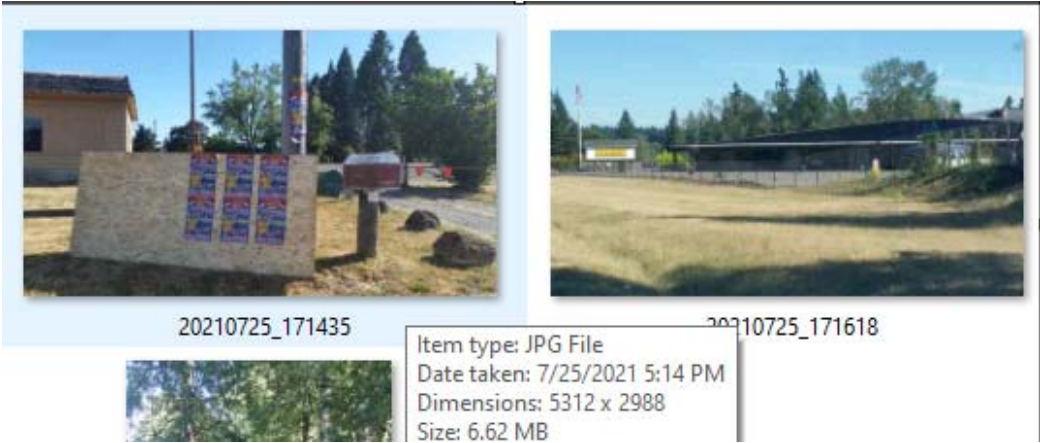 20210725_171435
20210725_171618
Item type: JPG File
Date taken: 7/25/2021 5:14 PM
Dimensions: 5312 x 2988
Size: 6.62 MB